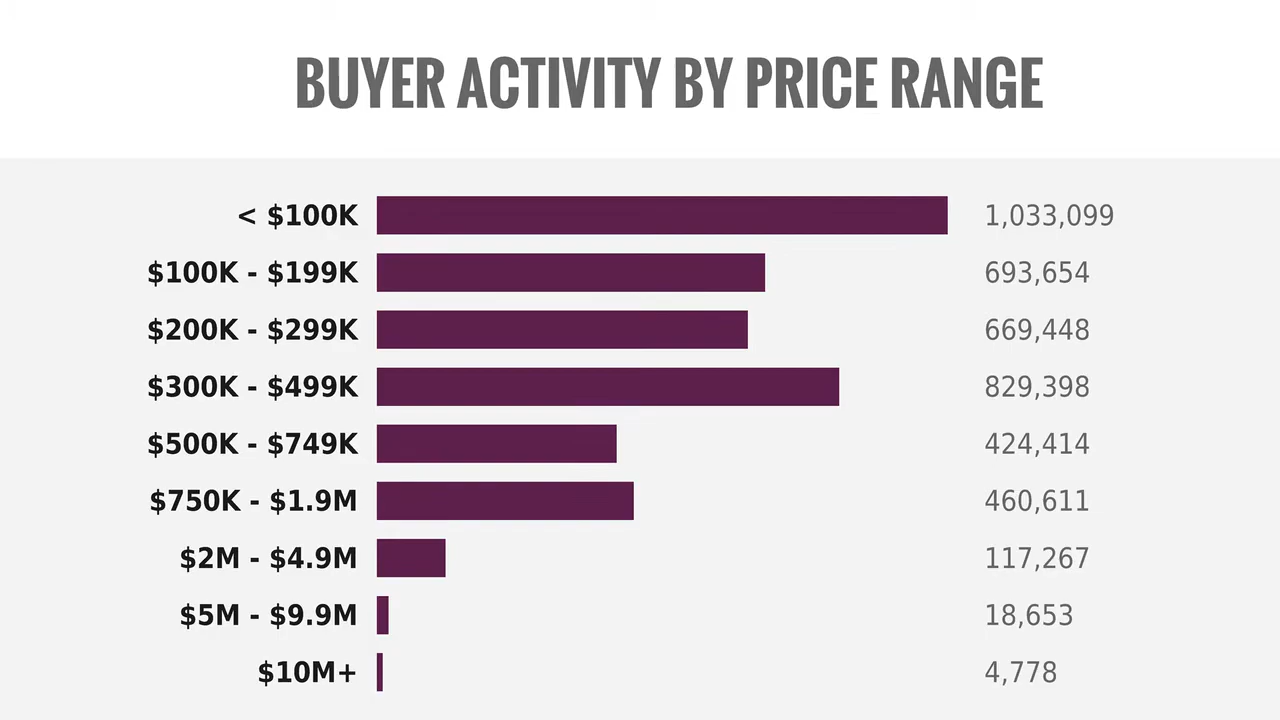 BUYER ACTIVITY BY PRICE RANGE
< $100K 1,033,099
$100K - $199K 693,654
$200K - $299K 669,448
$300K - $499K 829,398
$500K - $749K 424,414
$750K - $1.9M 460,611
$2M - $4.9M 117,267
$5M - $9.9M 18,653
$10M+ 4,778